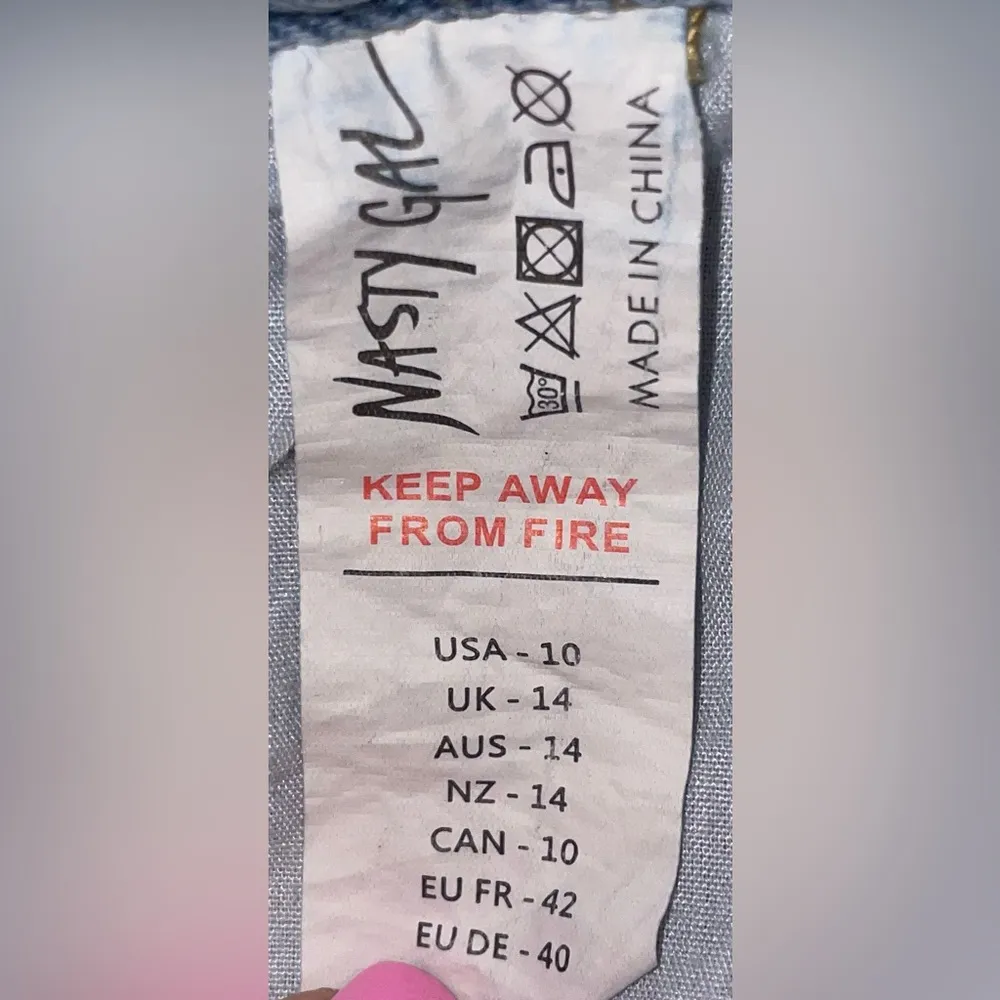 NASTY GAL
30°
MADE IN CHINA
KEEP AWAY
FROM FIRE
USA - 10
UK - 14
AUS - 14
NZ - 14
CAN - 10
EU FR - 42
EU DE - 40